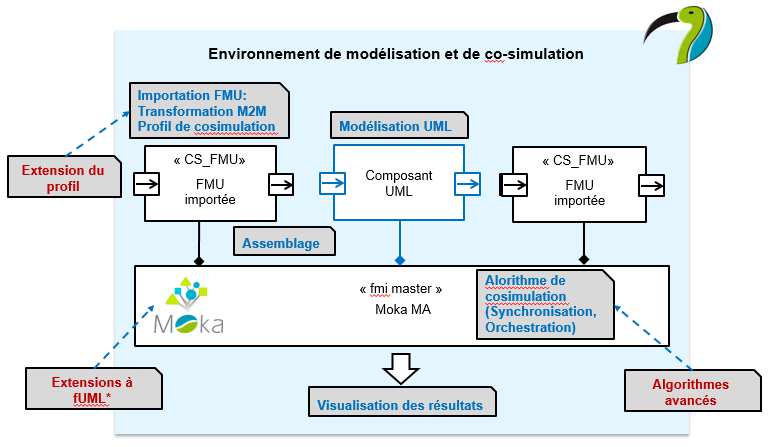 Environnement de modélisation et de co-simulation
Importation FMU:
Transformation M2M
Profil de cosimulation
Modélisation UML
Extension du
profil
« CS_FMU»
FMU
importée
Composant
UML
« CS_FMU»
FMU
importée
Assemblage
Moka
« fmi master »
Moka MA
Alorithme de
cosimulation
(Synchronisation,
Orchestration)
Extensions à
fUML*
Visualisation des résultats
Algorithmes
avancés